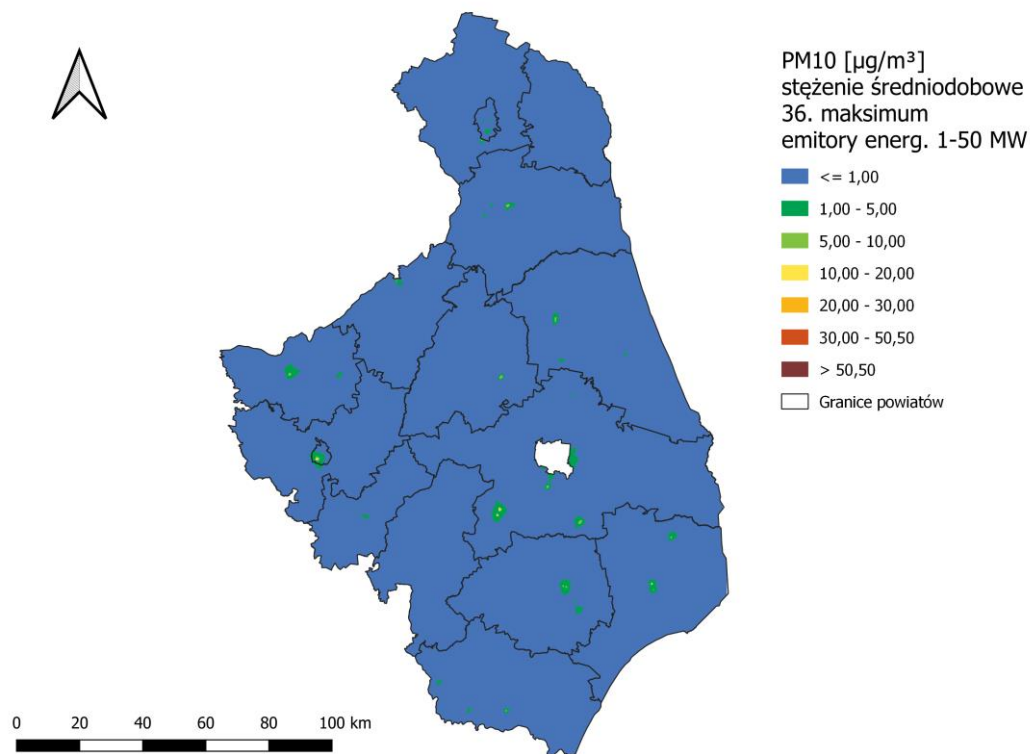 PM10 [µg/m³]
stężenie średniodobowe
36. maksimum
emitory energ. 1-50 MW
<= 1,00
1,00 - 5,00
5,00 - 10,00
10,00 - 20,00
20,00 - 30,00
30,00 - 50,50
> 50,50
Granice powiatów
0 20 40 60 80 100 km